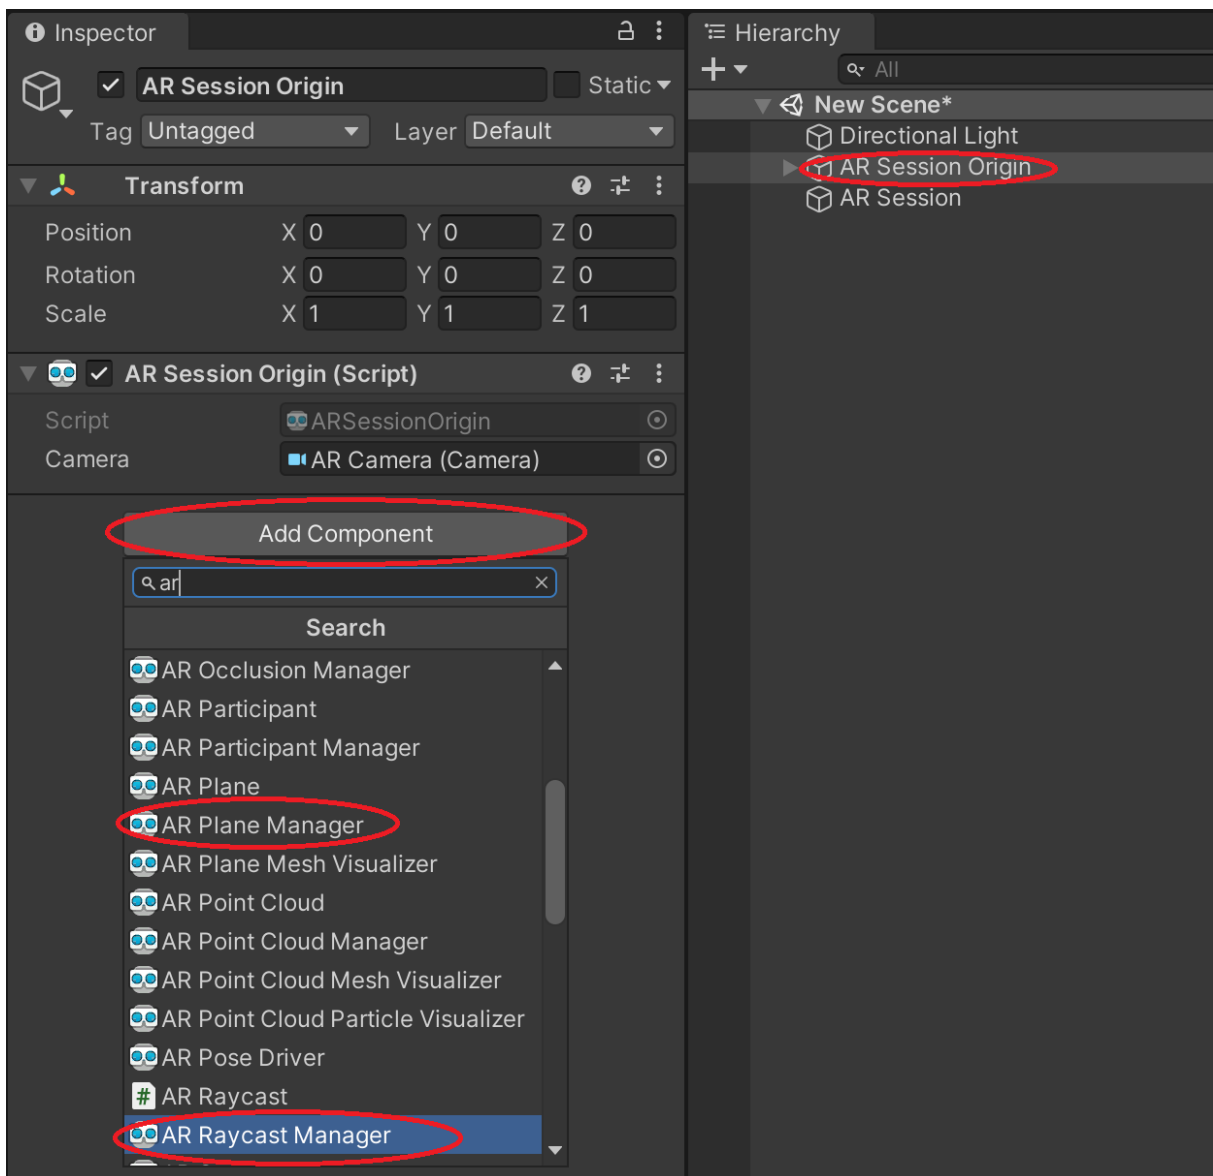 Inspector
AR Session Origin
Static
Tag Untagged Layer Default
Transform
Position X 0 Y 0 Z 0
Rotation X 0 Y 0 Z 0
Scale X 1 Y 1 Z 1
AR Session Origin (Script)
Script ARSessionOrigin
Camera AR Camera (Camera)
Add Component
ar
Search
AR Occlusion Manager
AR Participant
AR Participant Manager
AR Plane
AR Plane Manager
AR Plane Mesh Visualizer
AR Point Cloud
AR Point Cloud Manager
AR Point Cloud Mesh Visualizer
AR Point Cloud Particle Visualizer
AR Pose Driver
# AR Raycast
AR Raycast Manager
Hierarchy
All
New Scene*
Directional Light
AR Session Origin
AR Session